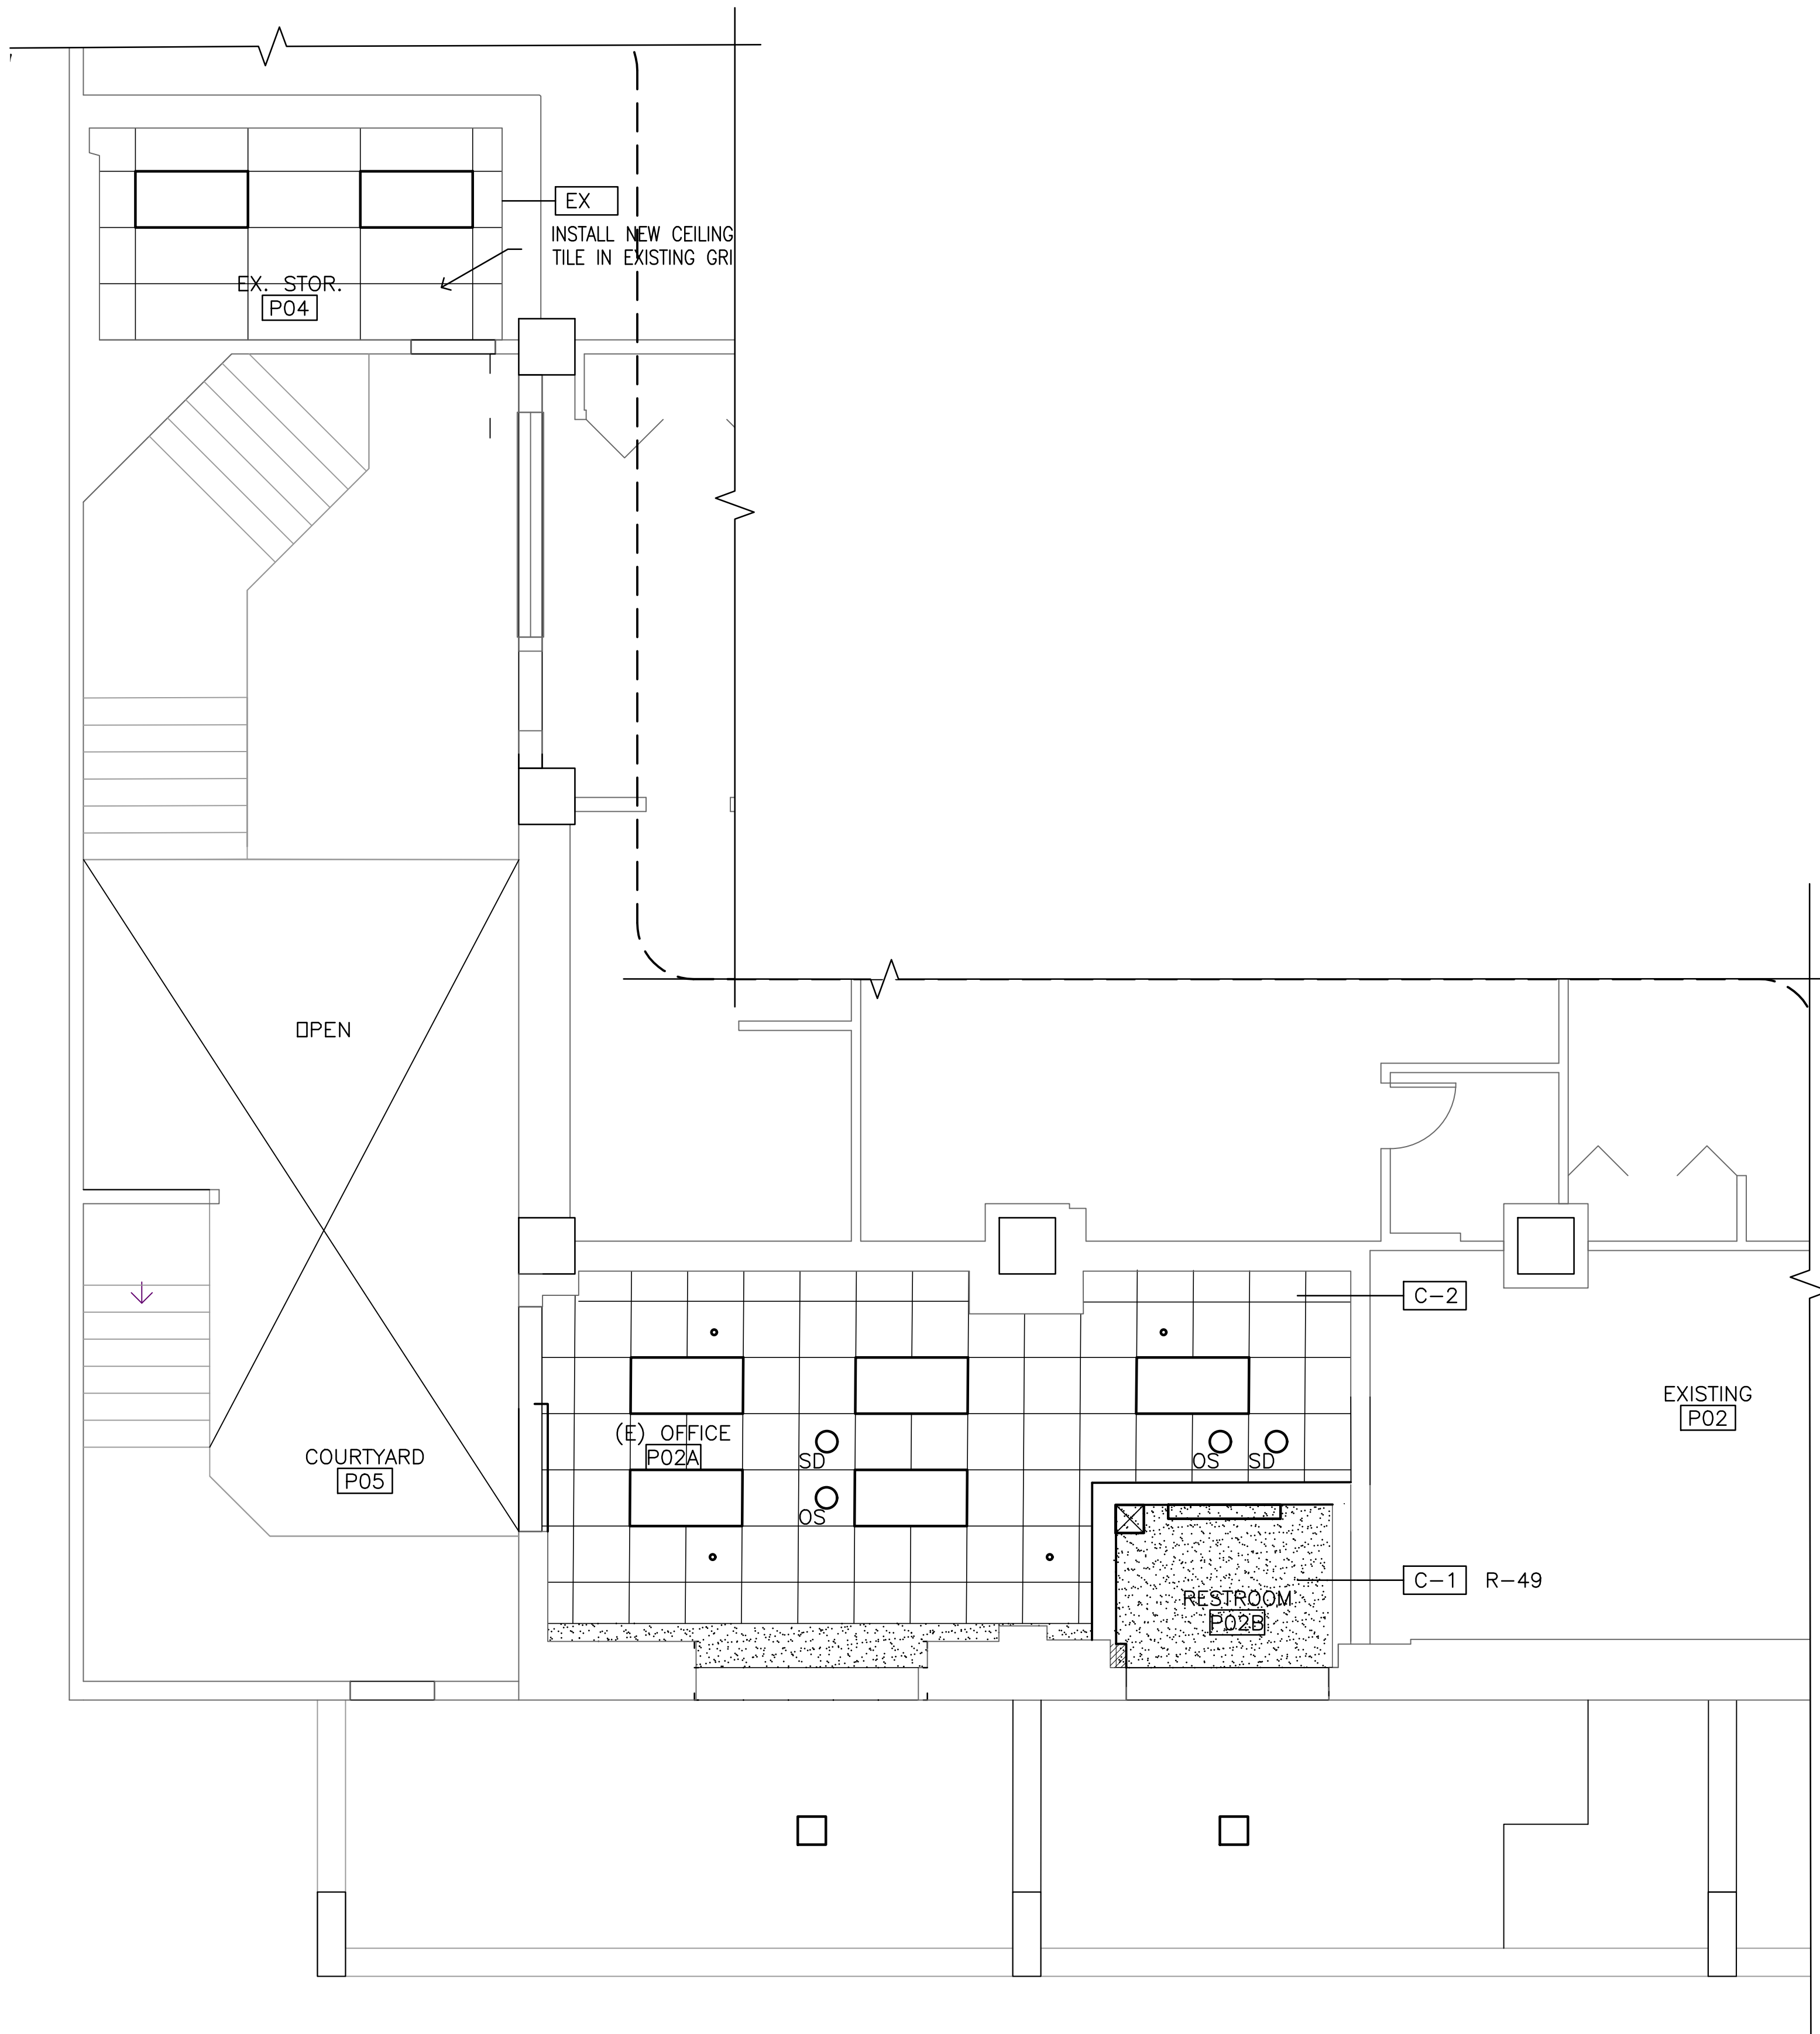 EX
INSTALL NEW CEILING
TILE IN EXISTING GRI
EX. STOR.
P04
OPEN
C-2
EXISTING
P02
(E) OFFICE
P02A
SD
OS SD
COURTYARD
P05
OS
C-1 R-49
RESTROOM
P02B